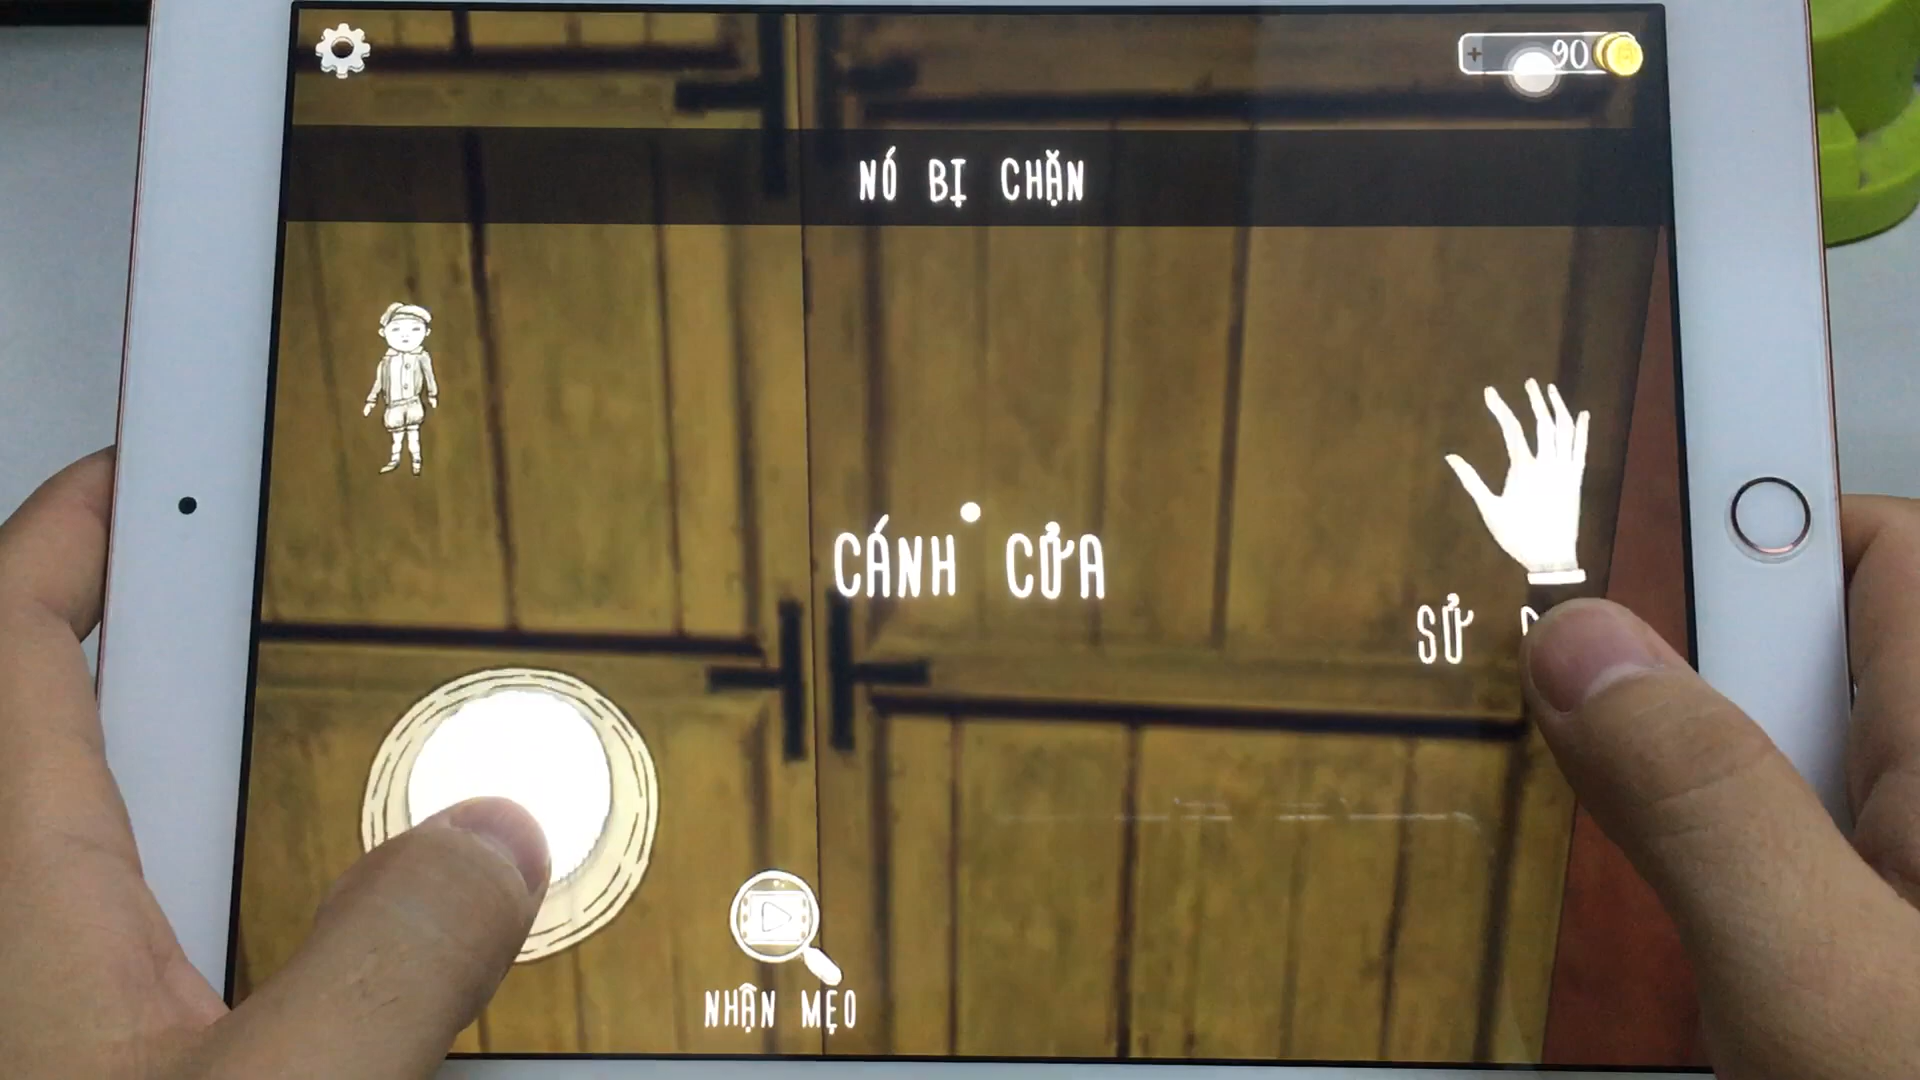 90
NÓ BỊ CHẶN
CÁNH CỬA
SỬ
NHẬN MẸO